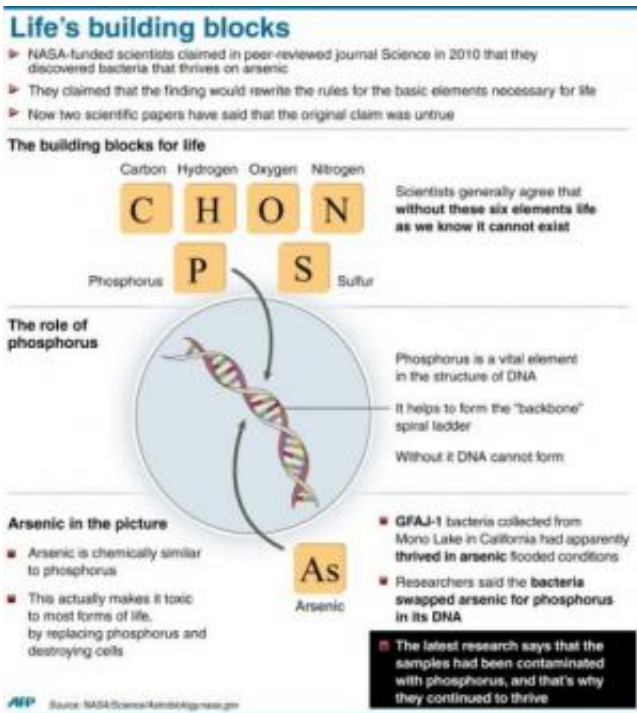 Life's building blocks
NASA-funded scientists claimed in peer-reviewed journal Science in 2010 that they
discovered bacteria that thrives on arsenic
They claimed that the finding would rewrite the rules for the basic elements necessary for life
Now two scientific papers have said that the original claim was untrue
The building blocks for life
Carbon Hydrogen Oxygen Nitrogen
C H O N
Scientists generally agree that
without these six elements life
as we know it cannot exist
P S
Phosphorus Sulfur
The role of
phosphorus
Phosphorus is a vital element
in the structure of DNA
It helps to form the "backbone"
spiral ladder
Without it DNA cannot form
Arsenic in the picture
Arsenic is chemically similar
to phosphorus
This actually makes it toxic
to most forms of life,
by replacing phosphorus and
destroying cells
As
Arsenic
GFAJ-1 bacteria collected from
Mono Lake in California had apparently
thrived in arsenic flooded conditions
Researchers said the bacteria
swapped arsenic for phosphorus
in its DNA
The latest research says that the
samples had been contaminated
with phosphorus, and that's why
they continued to thrive
AFP Source: NASA/Science/Astrobiology.nasa.gov